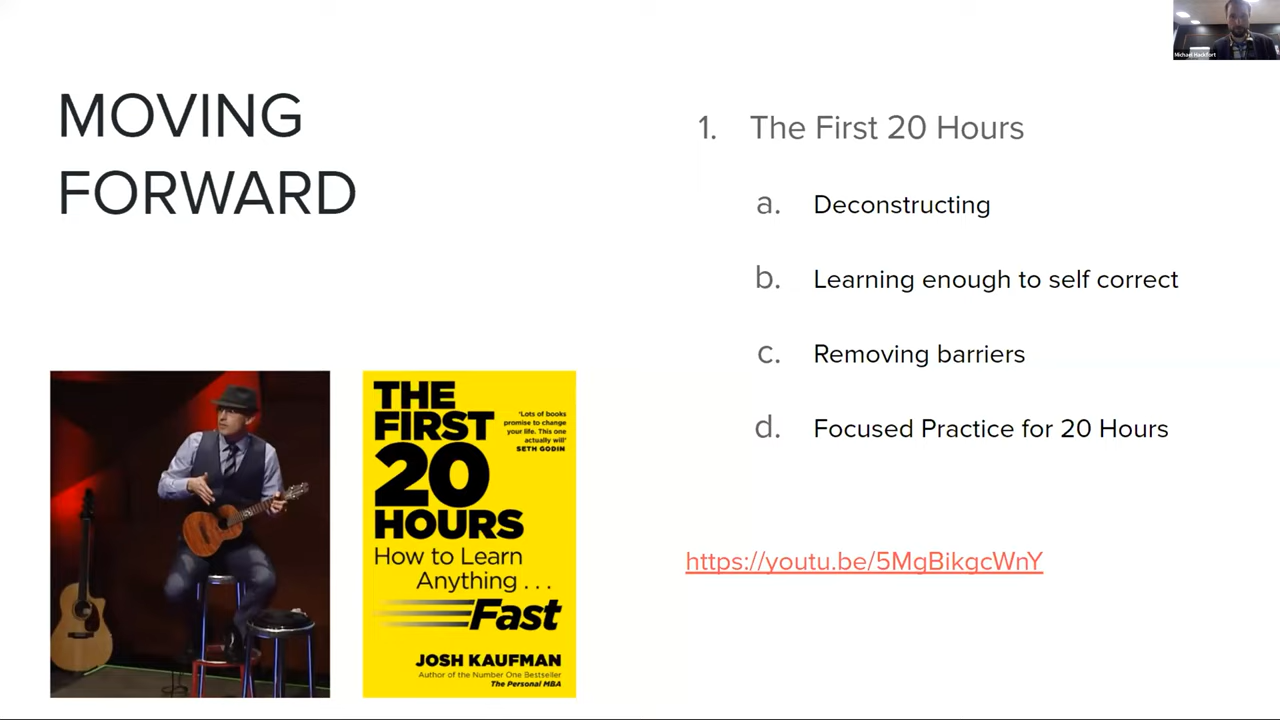 MOVING
FORWARD
1. The First 20 Hours
a. Deconstructing
b. Learning enough to self correct
c. Removing barriers
d. Focused Practice for 20 Hours
https://youtu.be/5MgBikgcWnY
THE
FIRST
20
HOURS
'Lots of books
promise to change
your life. This one
actually will'
SETH GODIN
How to Learn
Anything . . .
Fast
JOSH KAUFMAN
Author of the Number One Bestseller
The Personal MBA
Michael Hackfort